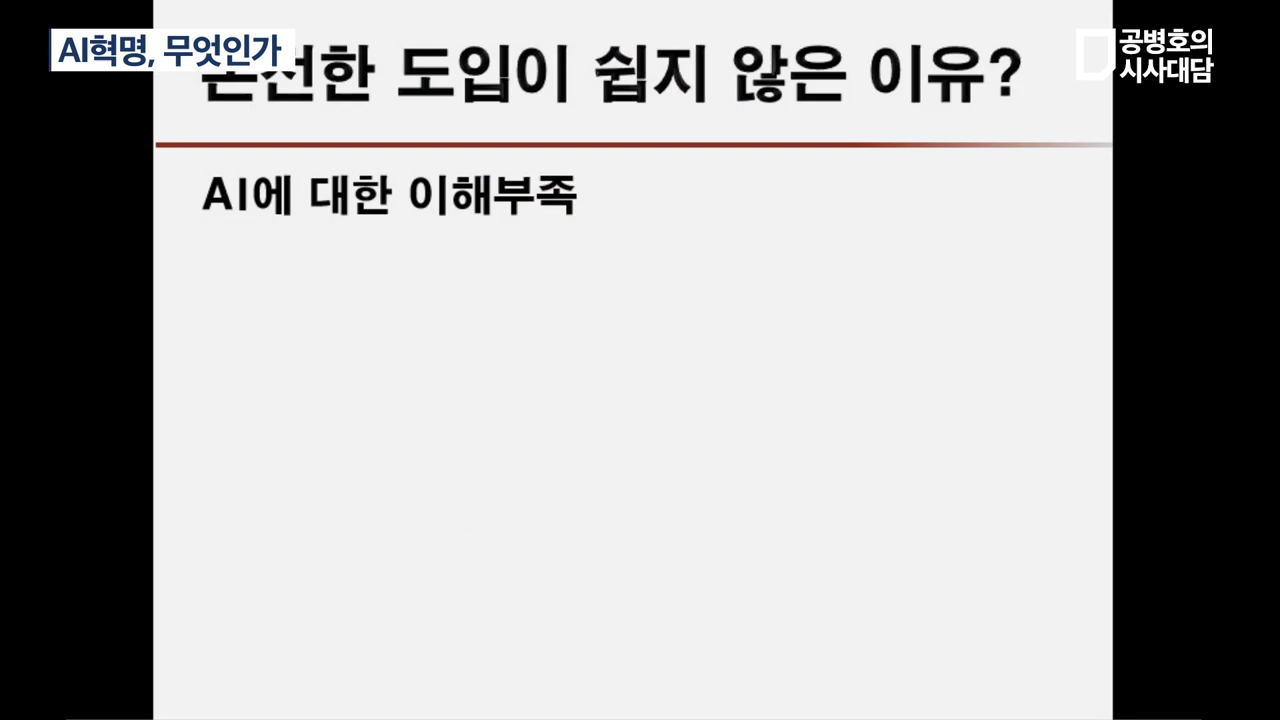 AI혁명, 무엇인가
공병호의
시사대담
도입이 쉽지 않은 이유?
AI에 대한 이해부족